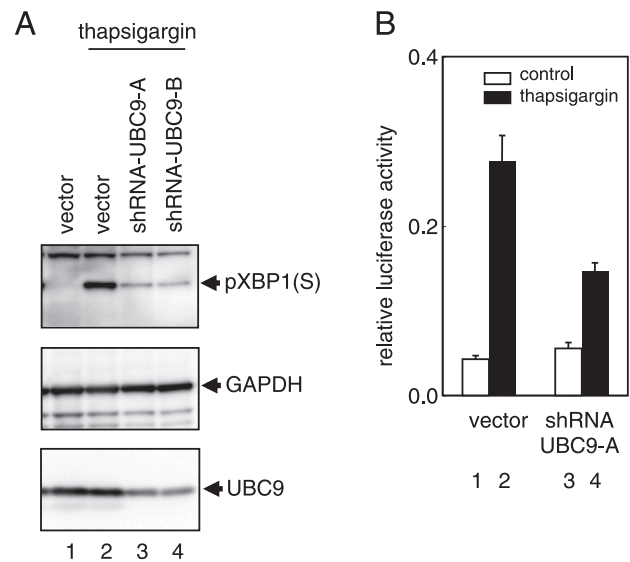 A
thapsigargin
vector
vector
shRNA-UBC9-A
shRNA-UBC9-B
pXBP1(S)
GAPDH
UBC9
1 2 3 4
B
relative luciferase activity
0.4
0.2
0.0
control
thapsigargin
vector shRNA
UBC9-A
1 2 3 4